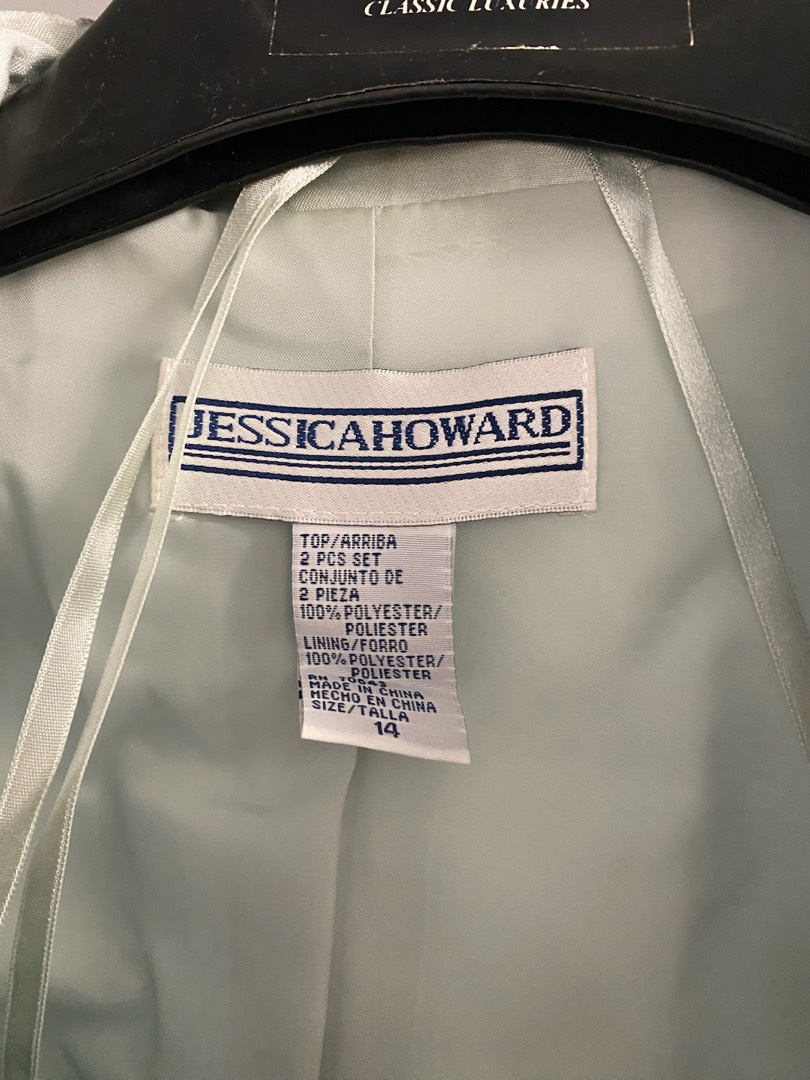 CLASSIC LUXURIES
JESSICAHOWARD
TOP/ARRIBA
2 PCS SET
CONJUNTO DE
2 PIEZA
100% POLYESTER/
POLIESTER
LINING/FORRO
100% POLYESTER/
POLIESTER
RN
MADE IN CHINA
HECHO EN CHINA
SIZE/TALLA
14